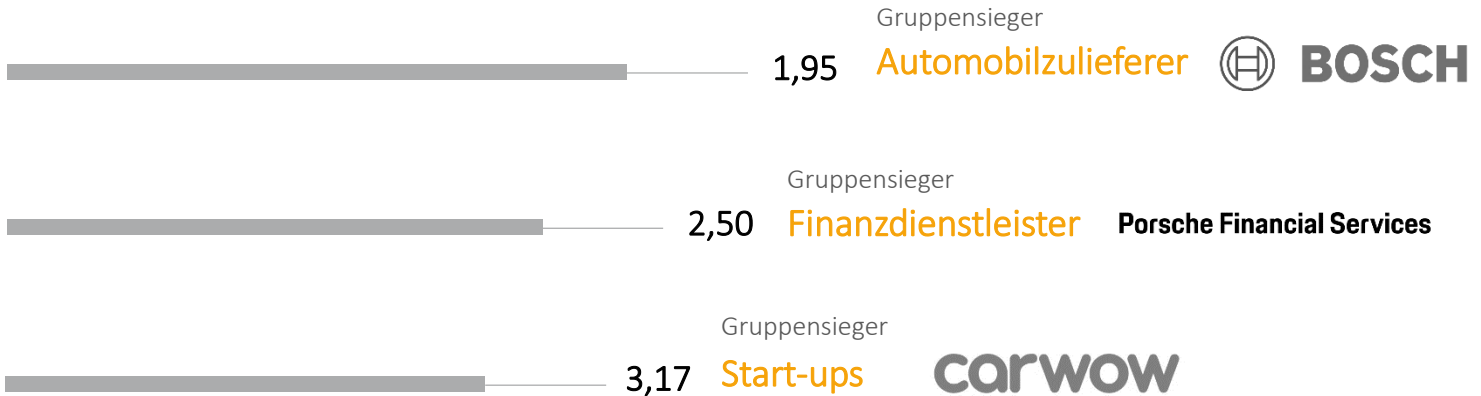 Gruppensieger
1,95 Automobilzulieferer BOSCH
Gruppensieger
2,50 Finanzdienstleister Porsche Financial Services
Gruppensieger
3,17 Start-ups carwow